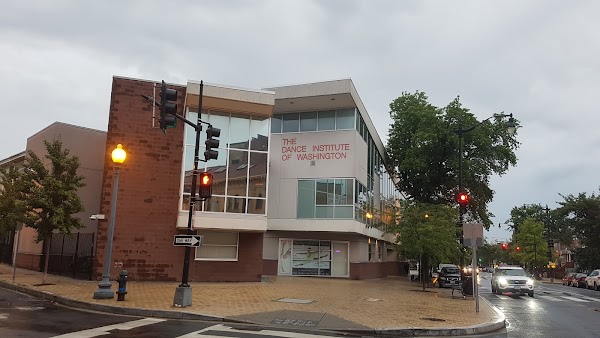 THE
DANCE INSTITUTE
OF WASHINGTON